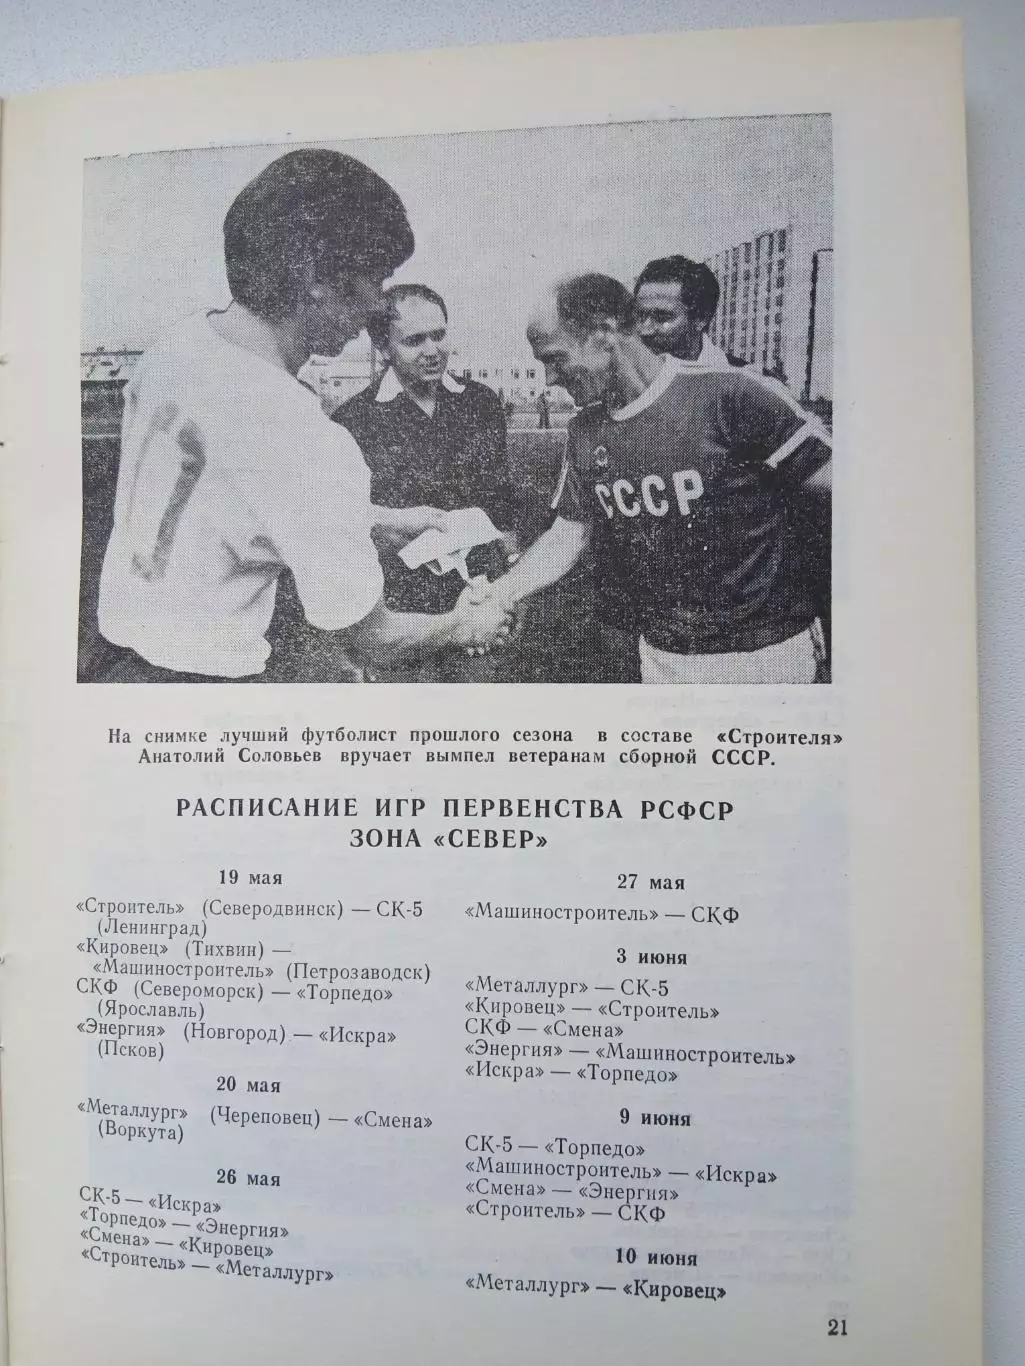 СССР
На снимке лучший футболист прошлого сезона в составе «Строителя»
Анатолий Соловьев вручает вымпел ветеранам сборной СССР.
РАСПИСАНИЕ ИГР ПЕРВЕНСТВА РСФСР
ЗОНА «СЕВЕР»
19 мая
«Строитель» (Северодвинск) — СК-5
(Ленинград)
«Кировец» (Тихвин) —
«Машиностроитель» (Петрозаводск)
СКФ (Североморск) — «Торпедо»
(Ярославль)
«Энергия» (Новгород) — «Искра»
(Псков)
20 мая
«Металлург» (Череповец) — «Смена»
(Воркута)
26 мая
СК-5 — «Искра»
«Торпедо» — «Энергия»
«Смена» — «Кировец»
«Строитель» — «Металлург»
27 мая
«Машиностроитель» — СКФ
3 июня
«Металлург» — СК-5
«Кировец» — «Строитель»
СКФ — «Смена»
«Энергия» — «Машиностроитель»
«Искра» — «Торпедо»
9 июня
СК-5 — «Торпедо»
«Машиностроитель» — «Искра»
«Смена» — «Энергия»
«Строитель» — СКФ
10 июня
«Металлург» — «Кировец»
21